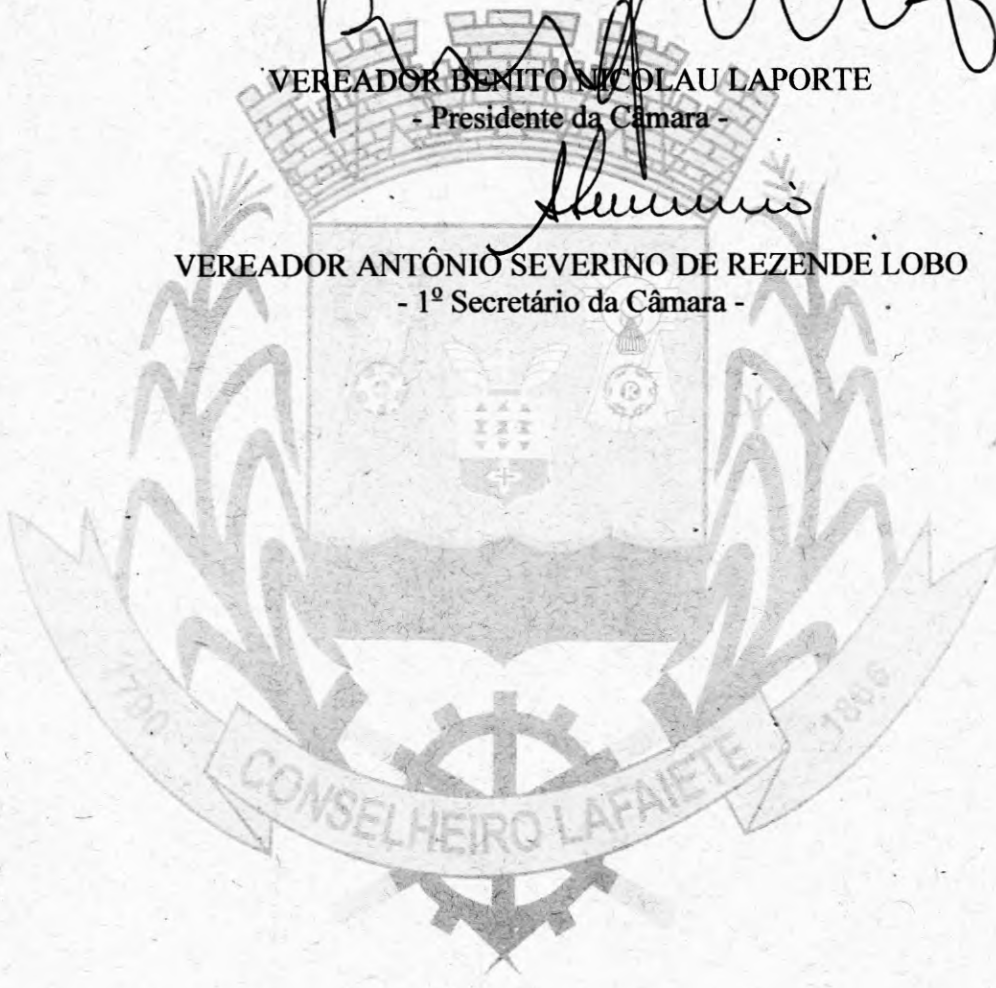 VEREADOR BENITO NICOLAU LAPORTE
- Presidente da Câmara -
VEREADOR ANTÔNIO SEVERINO DE REZENDE LOBO
- 1º Secretário da Câmara -
1790
CONSELHEIRO LAFAIETE
1866